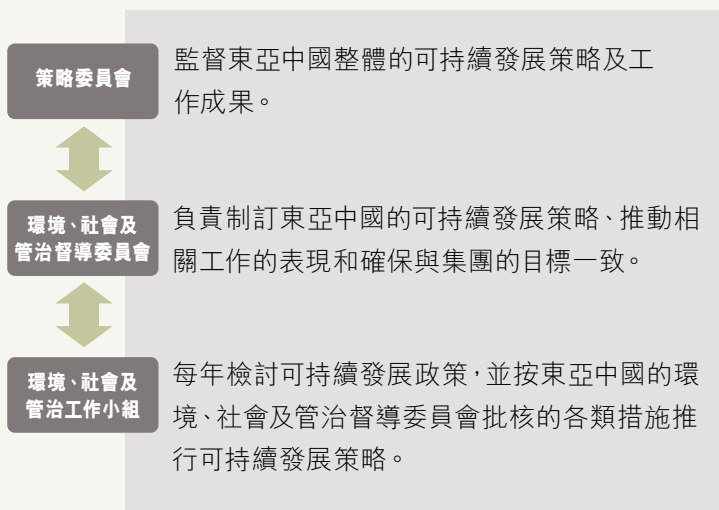 策略委員會
監督東亞中國整體的可持續發展策略及工
作成果。
環境、社會及
管治督導委員會
負責制訂東亞中國的可持續發展策略、推動相
關工作的表現和確保與集團的目標一致。
環境、社會及
管治工作小組
每年檢討可持續發展政策，並按東亞中國的環
境、社會及管治督導委員會批核的各類措施推
行可持續發展策略。